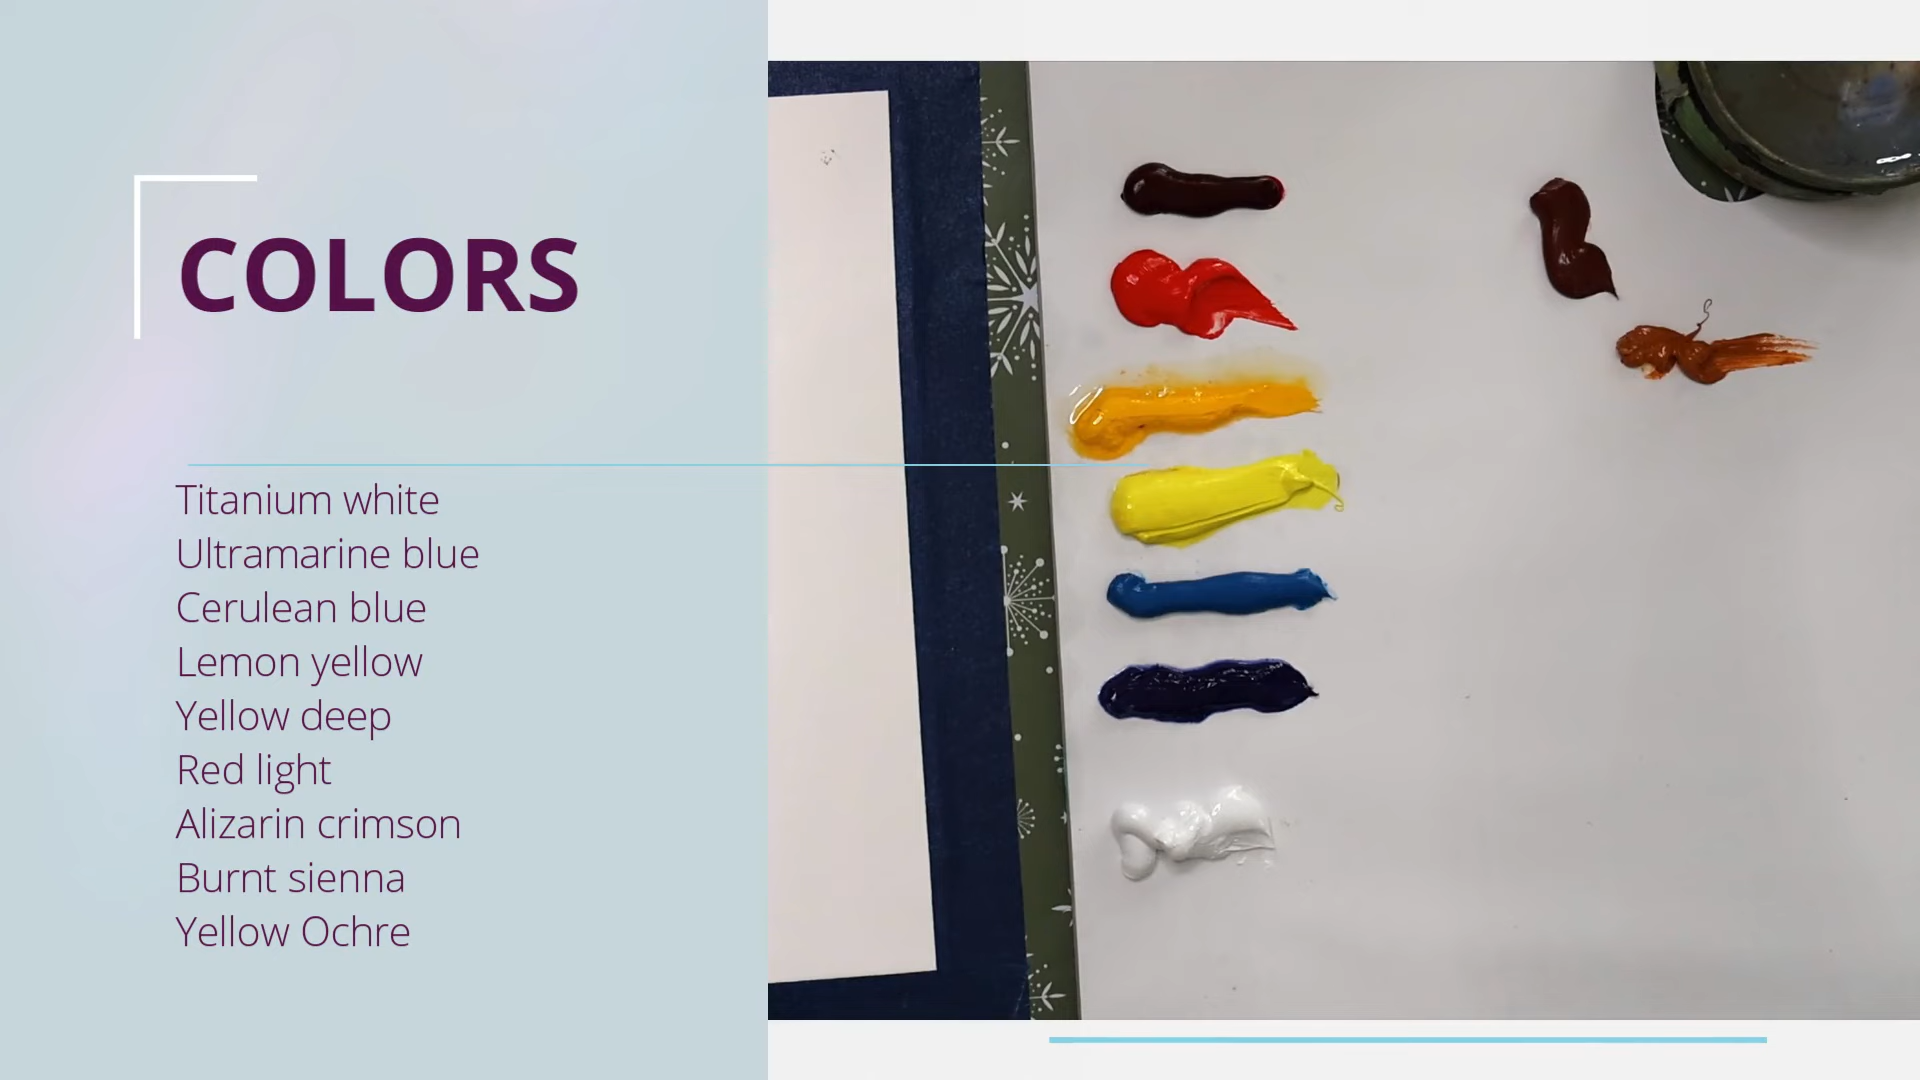 COLORS
Titanium white
Ultramarine blue
Cerulean blue
Lemon yellow
Yellow deep
Red light
Alizarin crimson
Burnt sienna
Yellow Ochre